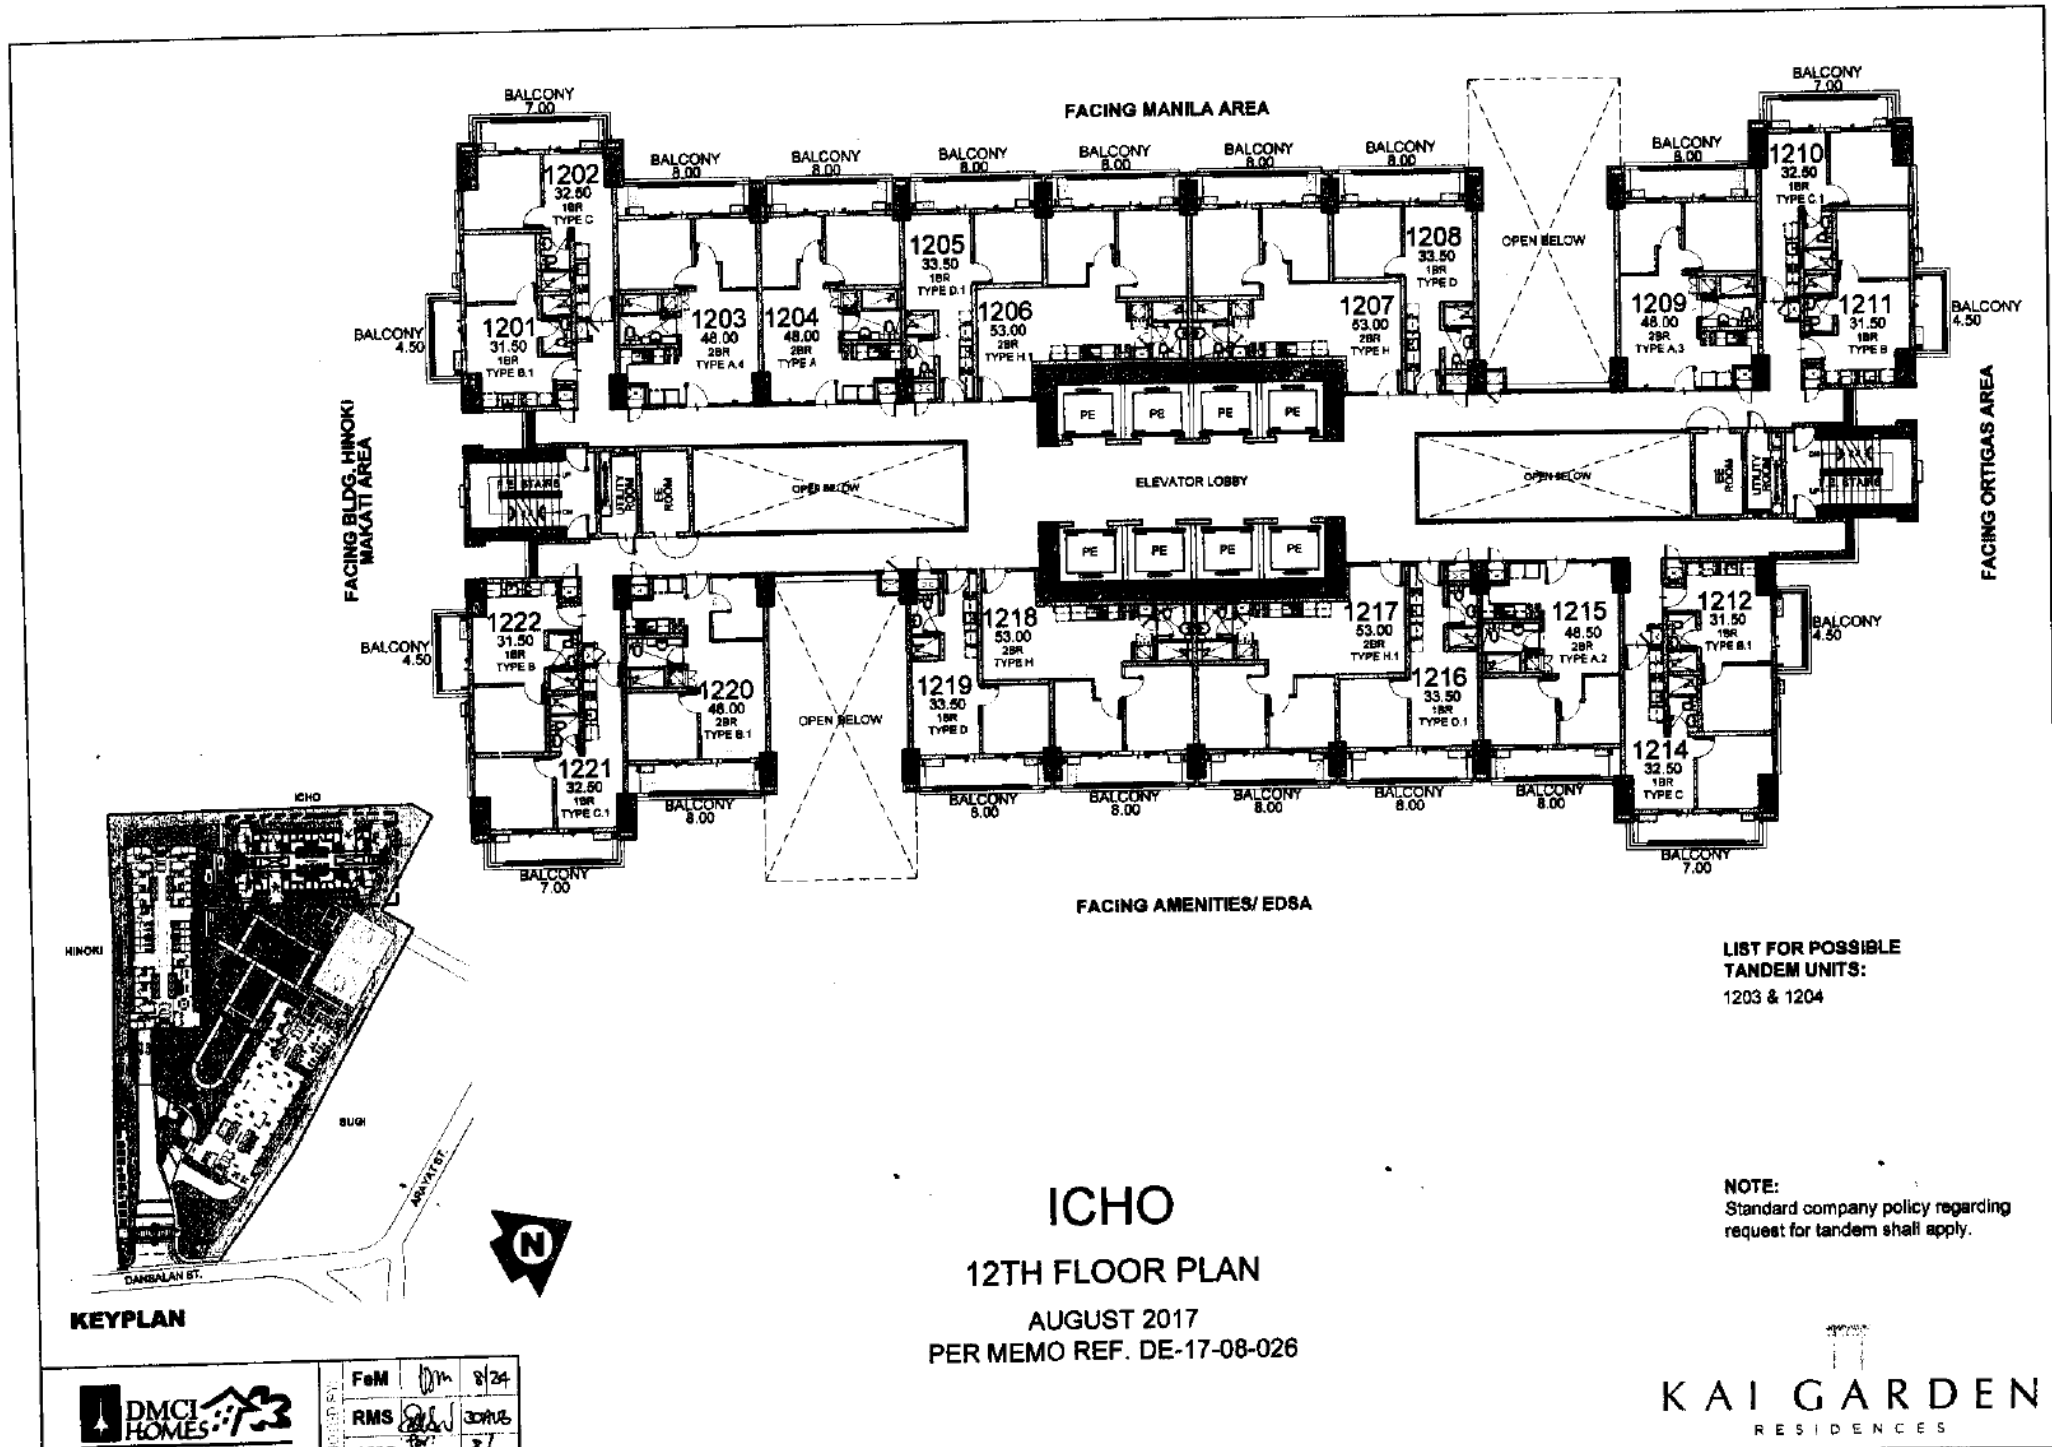 FACING MANILA AREA
BALCONY
7.00
BALCONY
8.00
BALCONY
8.00
BALCONY
8.00
BALCONY
8.00
BALCONY
8.00
BALCONY
8.00
BALCONY
8.00
BALCONY
7.00
1202
32.50
1BR
TYPE C
1201
31.50
1BR
TYPE B.1
BALCONY
4.50
1203
48.00
2BR
TYPE A.4
1204
48.00
2BR
TYPE A
1205
33.50
1BR
TYPE D.1
1206
53.00
2BR
TYPE H.1
1207
53.00
2BR
TYPE H
1208
33.50
1BR
TYPE D
OPEN BELOW
1209
48.00
2BR
TYPE A.3
1210
32.50
1BR
TYPE C.1
1211
31.50
1BR
TYPE B
BALCONY
4.50
FACING BLDG. HINOKI
MAKATI AREA
FACING ORTIGAS AREA
PE
PE
PE
PE
F.E. STAIRS
UTILITY
ROOM
EE
ROOM
OPEN BELOW
ELEVATOR LOBBY
OPEN BELOW
EE
ROOM
UTILITY
ROOM
F.E. STAIRS
PE
PE
PE
PE
1222
31.50
1BR
TYPE B
BALCONY
4.50
1221
32.50
1BR
TYPE C.1
1220
46.00
2BR
TYPE B.1
OPEN BELOW
1219
33.50
1BR
TYPE D
1218
53.00
2BR
TYPE H
1217
53.00
2BR
TYPE H.1
1216
33.50
1BR
TYPE D.1
1215
48.50
2BR
TYPE A.2
1214
32.50
1BR
TYPE C
1212
31.50
1BR
TYPE B.1
BALCONY
4.50
BALCONY
7.00
BALCONY
8.00
BALCONY
8.00
BALCONY
8.00
BALCONY
8.00
BALCONY
8.00
BALCONY
8.00
BALCONY
7.00
FACING AMENITIES/ EDSA
LIST FOR POSSIBLE
TANDEM UNITS:
1203 & 1204
ICHO
HINOKI
SUGI
ARAYAT ST.
DANSALAN ST.
N
KEYPLAN
ICHO
12TH FLOOR PLAN
AUGUST 2017
PER MEMO REF. DE-17-08-026
NOTE:
Standard company policy regarding
request for tandem shall apply.
DMCI
HOMES
FeM 8/24
RMS 30AUG
KAI GARDEN
RESIDENCES